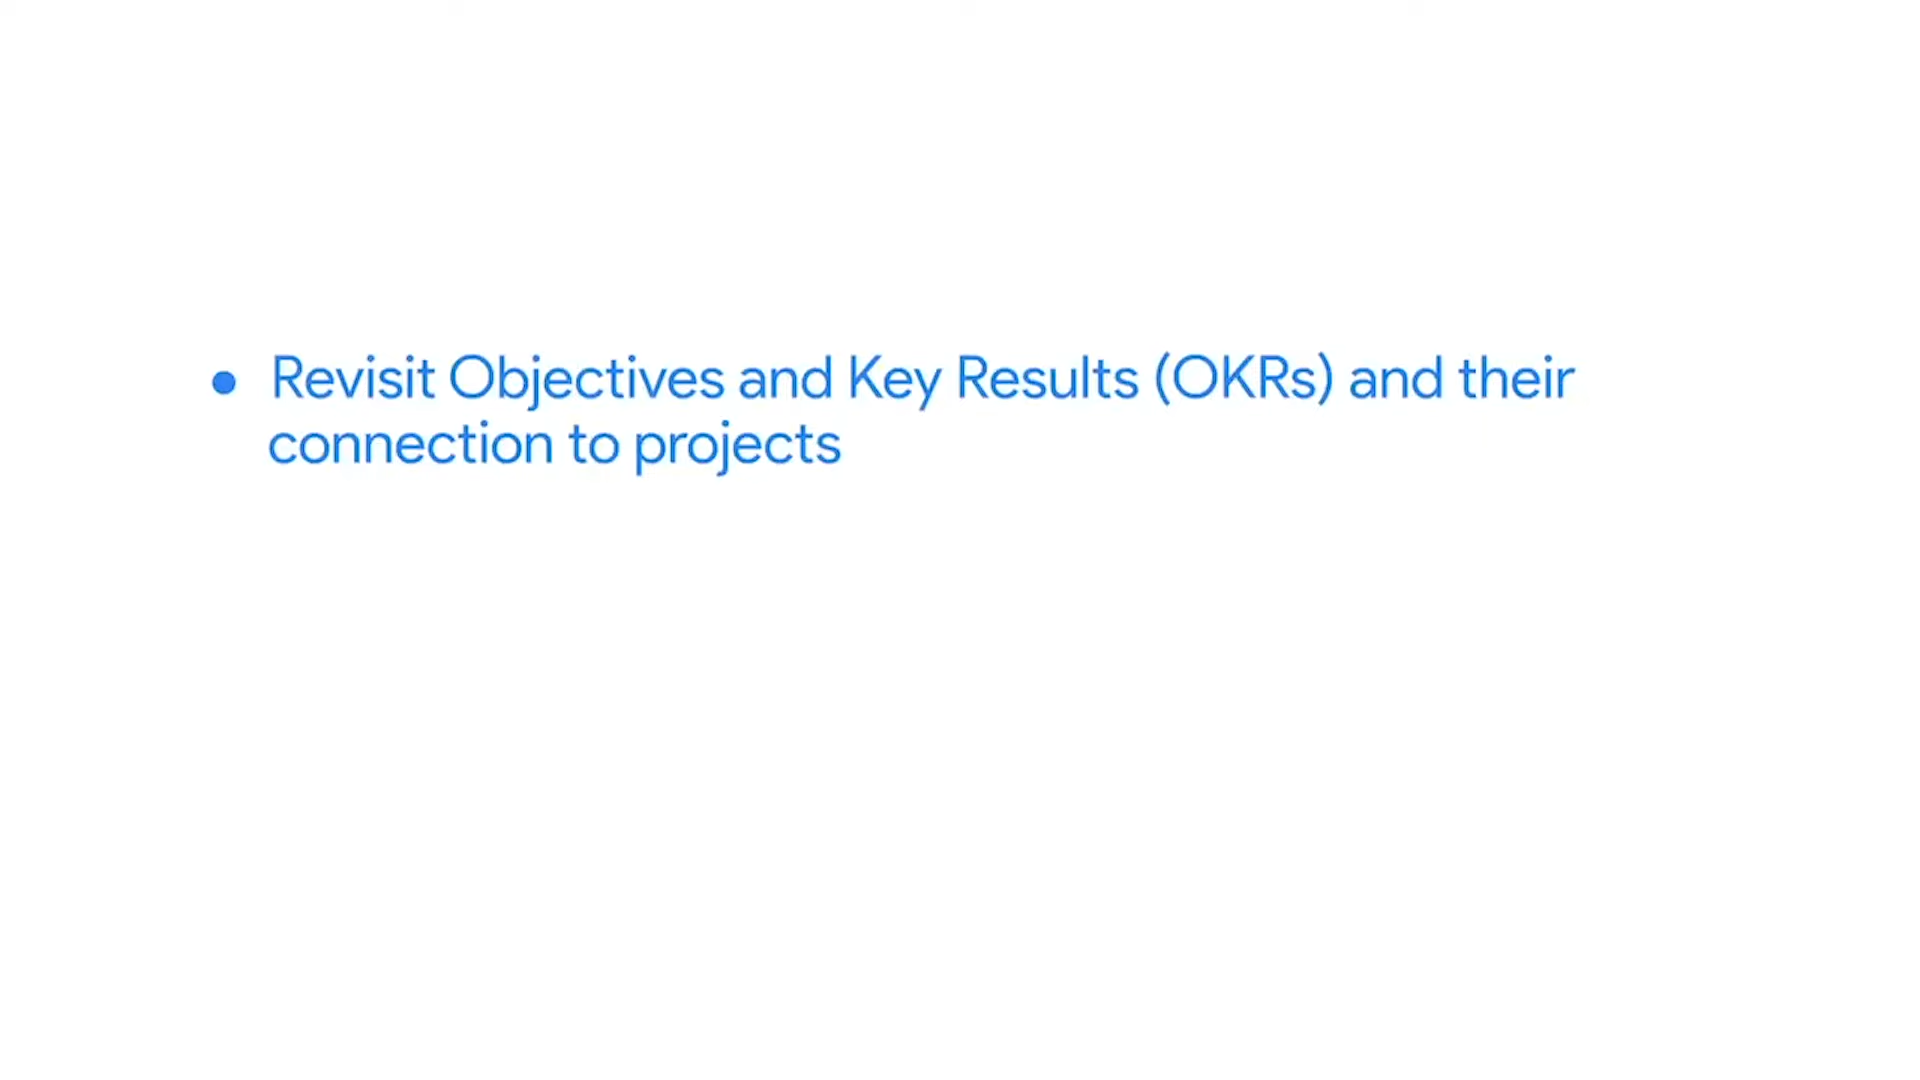 ● Revisit Objectives and Key Results (OKRs) and their
connection to projects